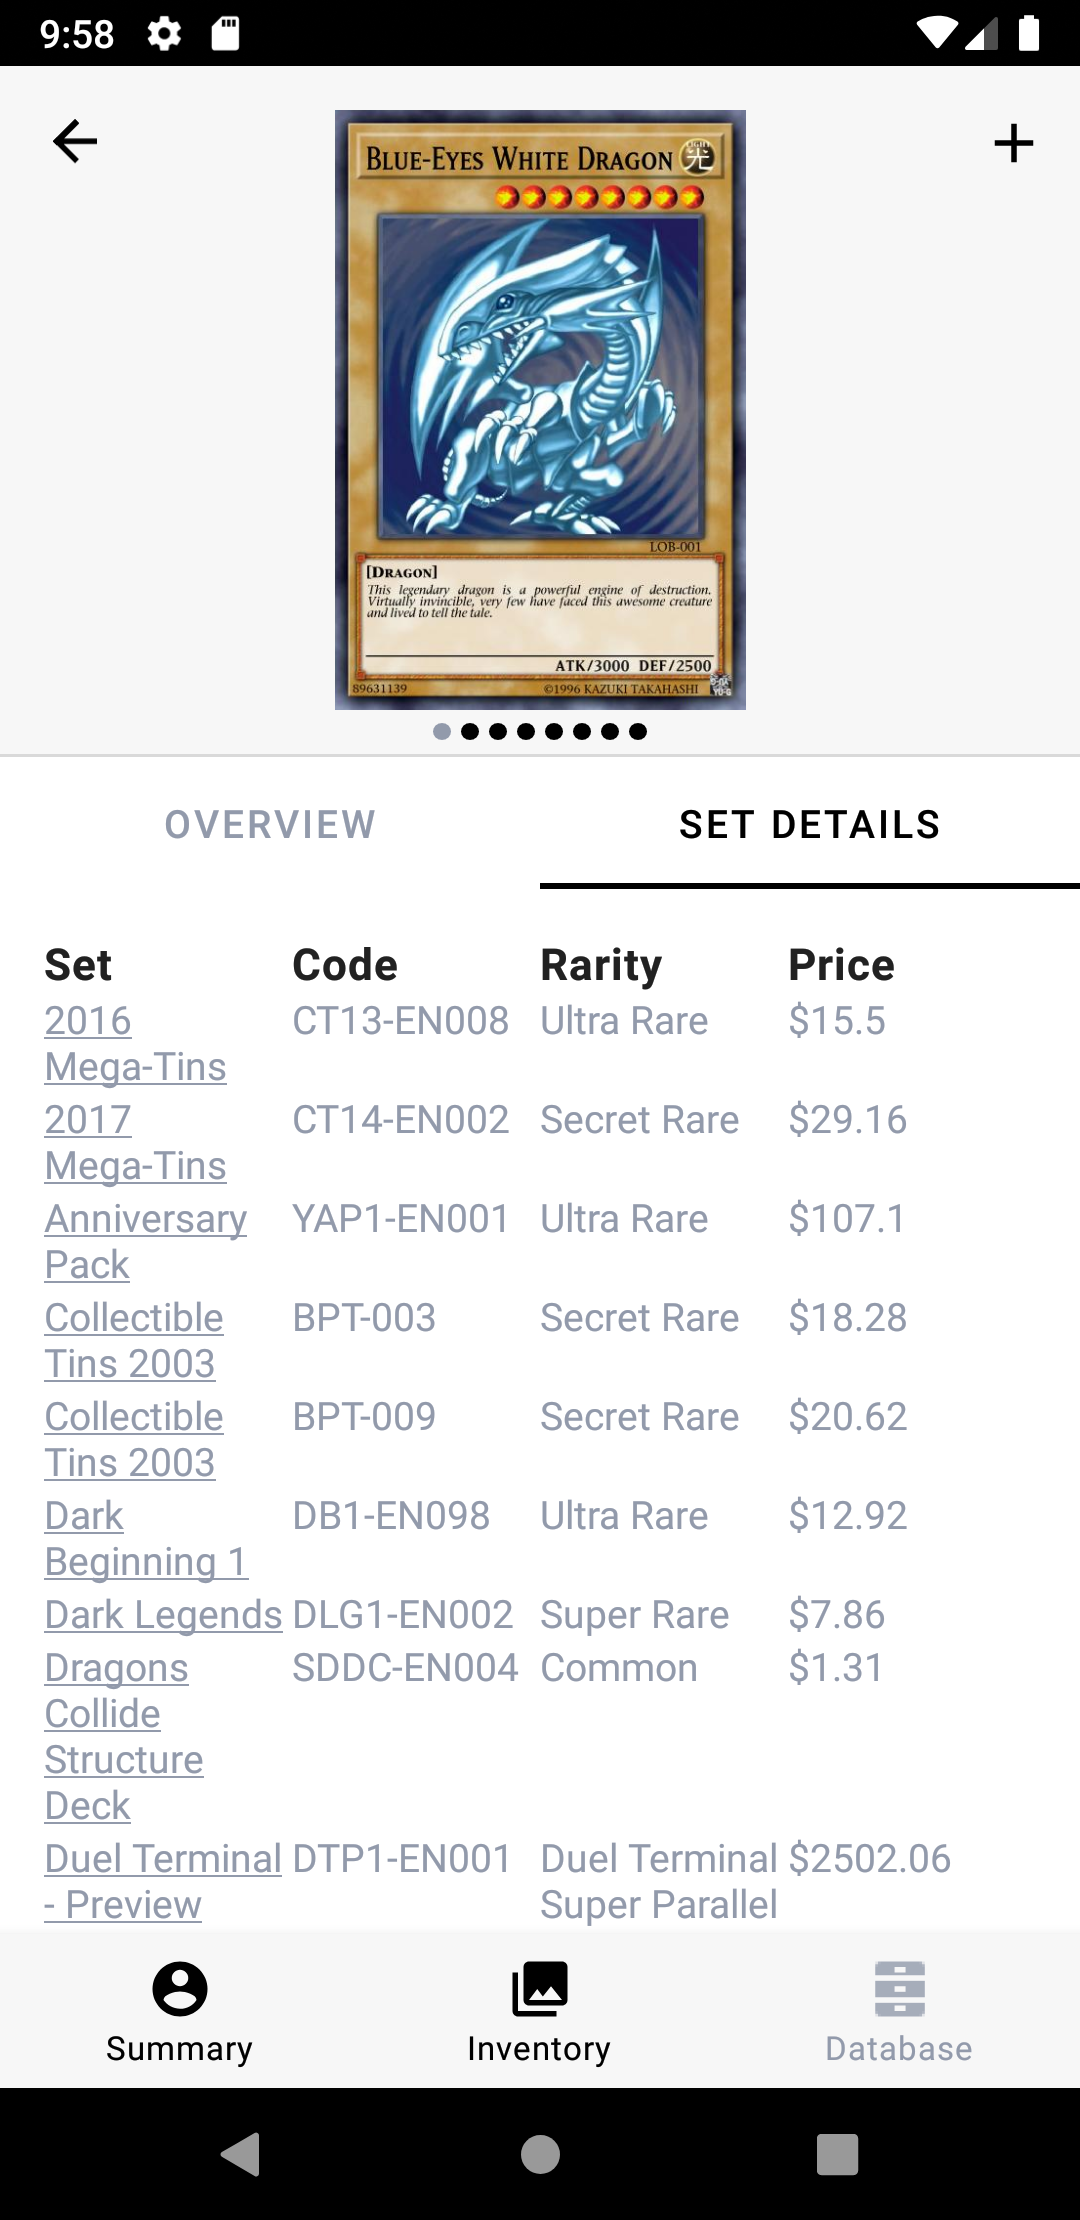 9:58
BLUE-EYES WHITE DRAGON
光
LOB-001
[DRAGON]
This legendary dragon is a powerful engine of destruction.
Virtually invincible, very few have faced this awesome creature
and lived to tell the tale.
ATK/3000 DEF/2500
89631139 ©1996 KAZUKI TAKAHASHI
OVERVIEW SET DETAILS
Set Code Rarity Price
2016 CT13-EN008 Ultra Rare $15.5
Mega-Tins
2017 CT14-EN002 Secret Rare $29.16
Mega-Tins
Anniversary YAP1-EN001 Ultra Rare $107.1
Pack
Collectible BPT-003 Secret Rare $18.28
Tins 2003
Collectible BPT-009 Secret Rare $20.62
Tins 2003
Dark DB1-EN098 Ultra Rare $12.92
Beginning 1
Dark Legends DLG1-EN002 Super Rare $7.86
Dragons SDDC-EN004 Common $1.31
Collide
Structure
Deck
Duel Terminal DTP1-EN001 Duel Terminal $2502.06
- Preview Super Parallel
Summary Inventory Database